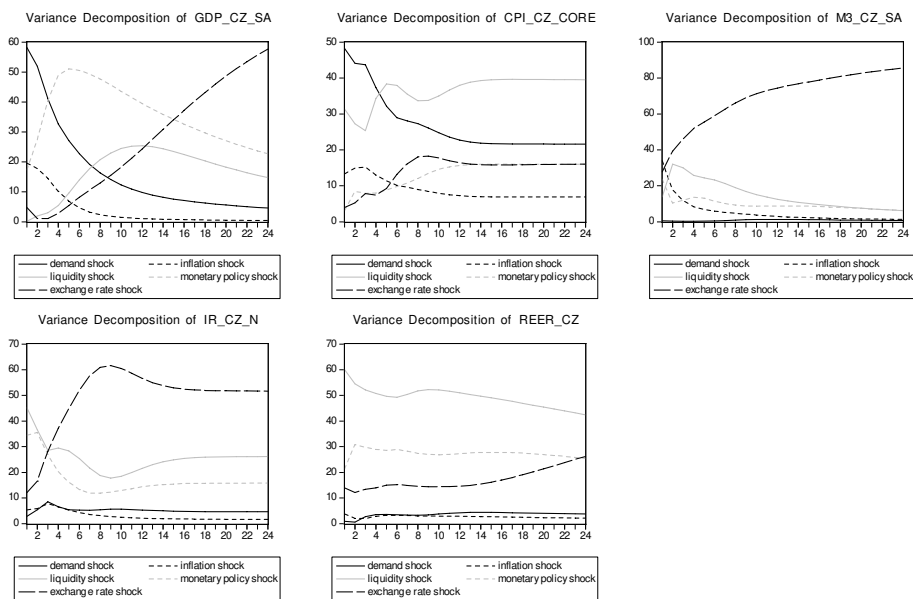 Variance Decomposition of GDP_CZ_SA
60
50
40
30
20
10
0
2 4 6 8 10 12 14 16 18 20 22 24
demand shock inflation shock
liquidity shock monetary policy shock
exchange rate shock
Variance Decomposition of CPI_CZ_CORE
50
40
30
20
10
0
2 4 6 8 10 12 14 16 18 20 22 24
demand shock inflation shock
liquidity shock monetary policy shock
exchange rate shock
Variance Decomposition of M3_CZ_SA
100
80
60
40
20
0
2 4 6 8 10 12 14 16 18 20 22 24
demand shock inflation shock
liquidity shock monetary policy shock
exchange rate shock
Variance Decomposition of IR_CZ_N
70
60
50
40
30
20
10
0
2 4 6 8 10 12 14 16 18 20 22 24
demand shock inflation shock
liquidity shock monetary policy shock
exchange rate shock
Variance Decomposition of REER_CZ
70
60
50
40
30
20
10
0
2 4 6 8 10 12 14 16 18 20 22 24
demand shock inflation shock
liquidity shock monetary policy shock
exchange rate shock